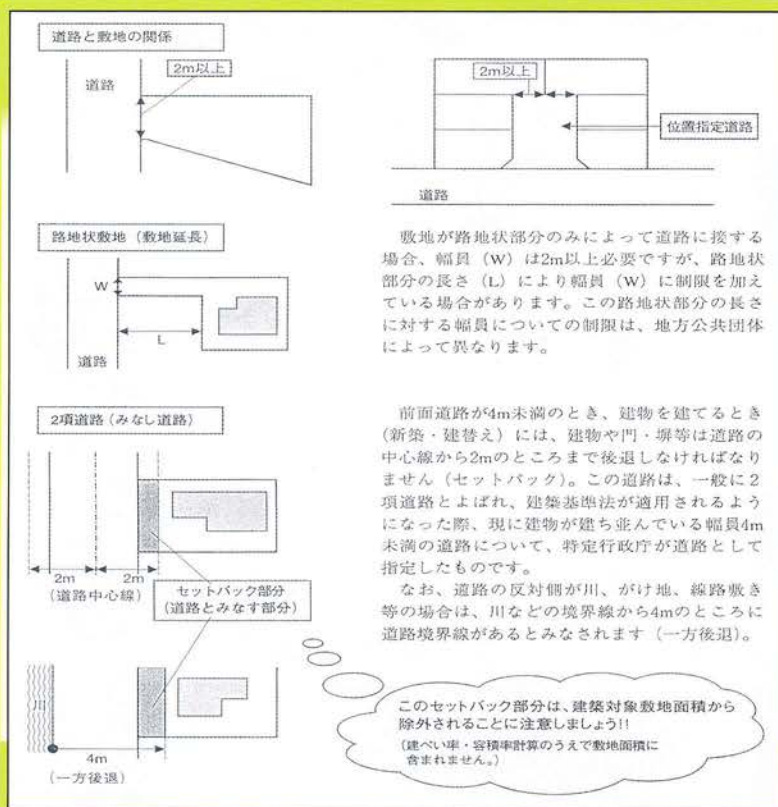 道路と敷地の関係
2m以上
道路
2m以上
位置指定道路
道路
路地状敷地（敷地延長）
W
L
道路
敷地が路地状部分のみによって道路に接する
場合、幅員（W）は2m以上必要ですが、路地状
部分の長さ（L）により幅員（W）に制限を加え
ている場合があります。この路地状部分の長さ
に対する幅員についての制限は、地方公共団体
によって異なります。
2項道路（みなし道路）
2m
2m
（道路中心線）
セットバック部分
（道路とみなす部分）
前面道路が4m未満のとき、建物を建てるとき
（新築・建替え）には、建物や門・塀等は道路の
中心線から2mのところまで後退しなければなり
ません（セットバック）。この道路は、一般に2
項道路とよばれ、建築基準法が適用されるよう
になった際、現に建物が建ち並んでいる幅員4m
未満の道路について、特定行政庁が道路として
指定したものです。
なお、道路の反対側が川、がけ地、線路敷き
等の場合は、川などの境界線から4mのところに
道路境界線があるとみなされます（一方後退）。
川
4m
（一方後退）
このセットバック部分は、建築対象敷地面積から
除外されることに注意しましょう!!
（建ぺい率・容積率計算のうえで敷地面積に
含まれません。）